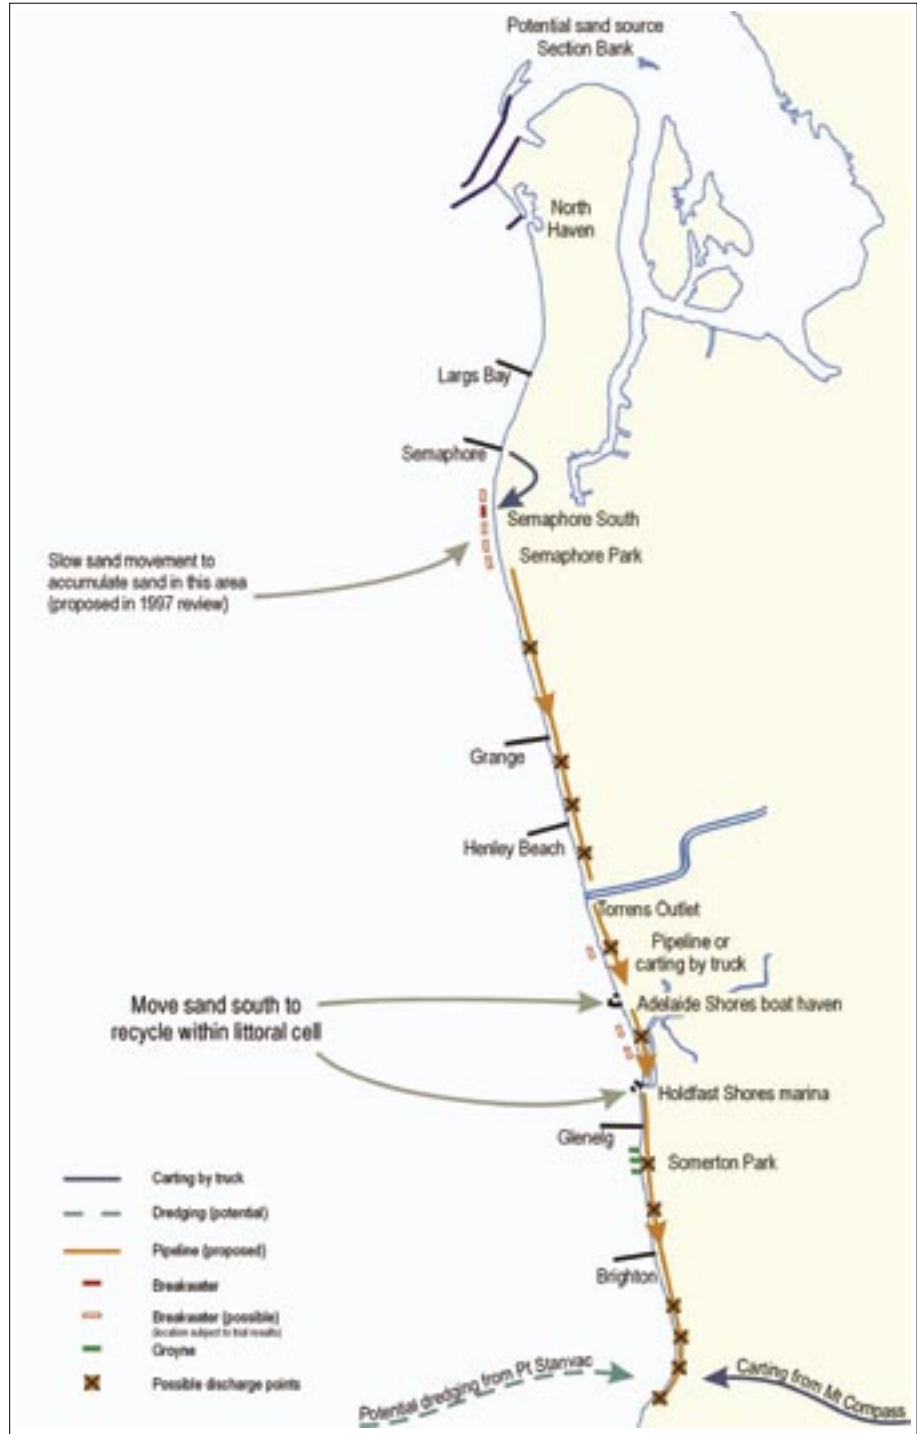 Potential sand source
Section Bank
North
Haven
Largs Bay
Semaphore
Semaphore South
Semaphore Park
Slow sand movement to
accumulate sand in this area
(proposed in 1997 review)
Grange
Henley Beach
Torrens Outlet
Pipeline or
carting by truck
Adelaide Shores boat haven
Move sand south to
recycle within littoral cell
Holdfast Shores marina
Glenelg
Somerton Park
Brighton
Carting by truck
Dredging (potential)
Pipeline (proposed)
Breakwater
Breakwater (possible)
(location subject to trial results)
Groyne
Possible discharge points
Potential dredging from Pt Stanvac
Carting from Mt Compass